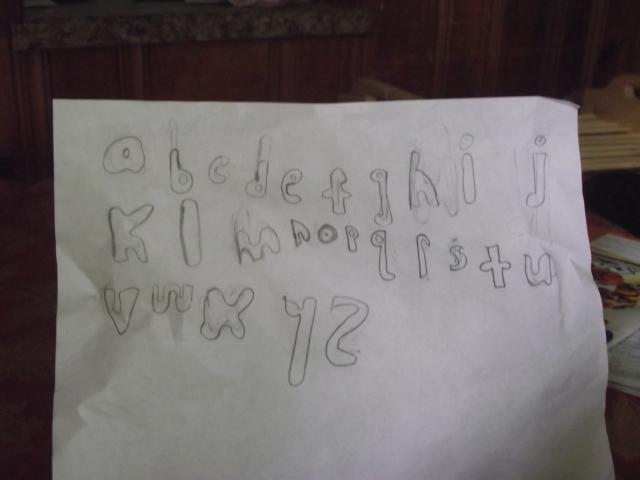 a b c d e f g h i j
k l m n o p q r s t u
v w x y z